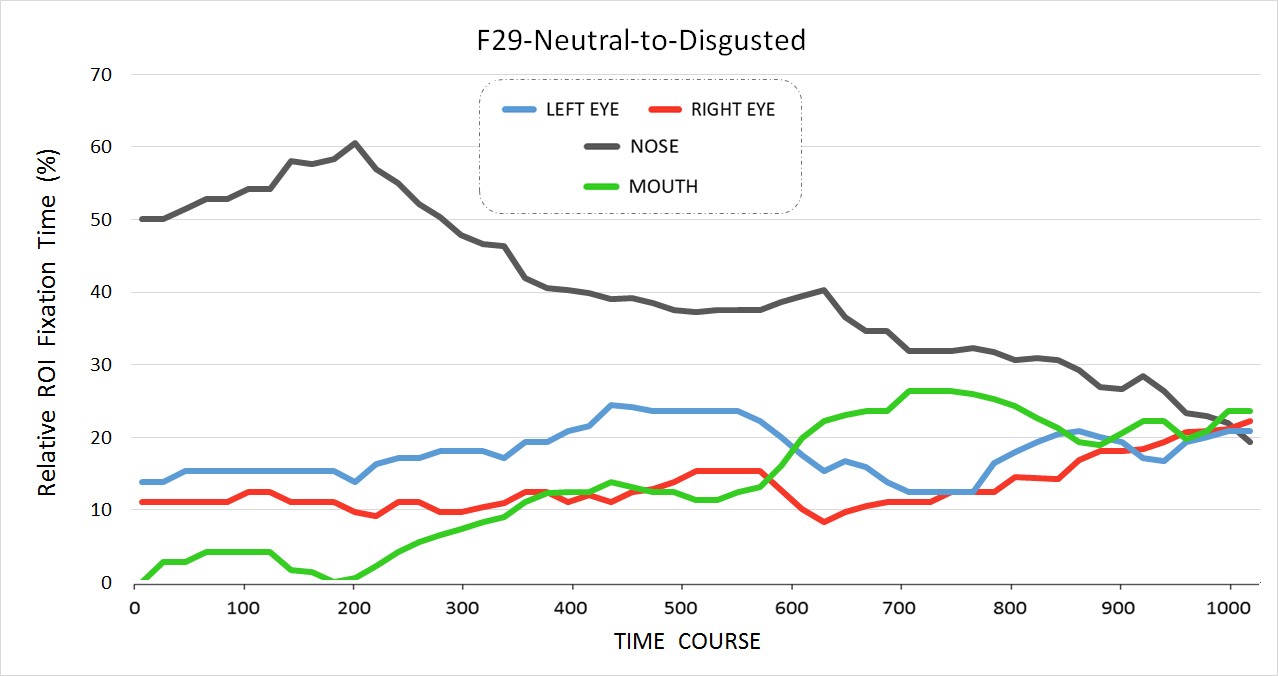 F29-Neutral-to-Disgusted
LEFT EYE RIGHT EYE
NOSE
MOUTH
Relative ROI Fixation Time (%)
70
60
50
40
30
20
10
0
0 100 200 300 400 500 600 700 800 900 1000
TIME COURSE